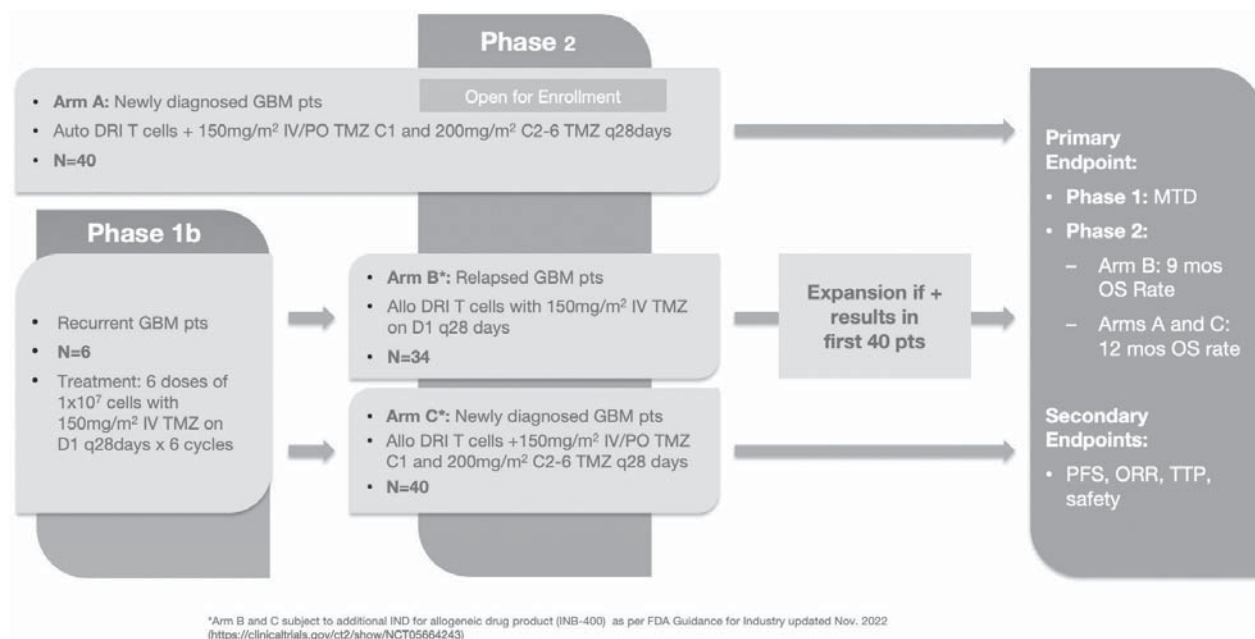 Phase 2
Open for Enrollment
• Arm A: Newly diagnosed GBM pts
• Auto DRI T cells + 150mg/m² IV/PO TMZ C1 and 200mg/m² C2-6 TMZ q28days
• N=40
Phase 1b
• Recurrent GBM pts
• N=6
• Treatment: 6 doses of
1x10⁷ cells with
150mg/m² IV TMZ on
D1 q28days x 6 cycles
• Arm B*: Relapsed GBM pts
• Allo DRI T cells with 150mg/m² IV TMZ
on D1 q28 days
• N=34
• Arm C*: Newly diagnosed GBM pts
• Allo DRI T cells +150mg/m² IV/PO TMZ
C1 and 200mg/m² C2-6 TMZ q28 days
• N=40
Expansion if +
results in
first 40 pts
Primary
Endpoint:
• Phase 1: MTD
• Phase 2:
– Arm B: 9 mos
OS Rate
– Arms A and C:
12 mos OS rate
Secondary
Endpoints:
• PFS, ORR, TTP,
safety
*Arm B and C subject to additional IND for allogeneic drug product (INB-400) as per FDA Guidance for Industry updated Nov. 2022
(https://clinicaltrials.gov/ct2/show/NCT05664243)